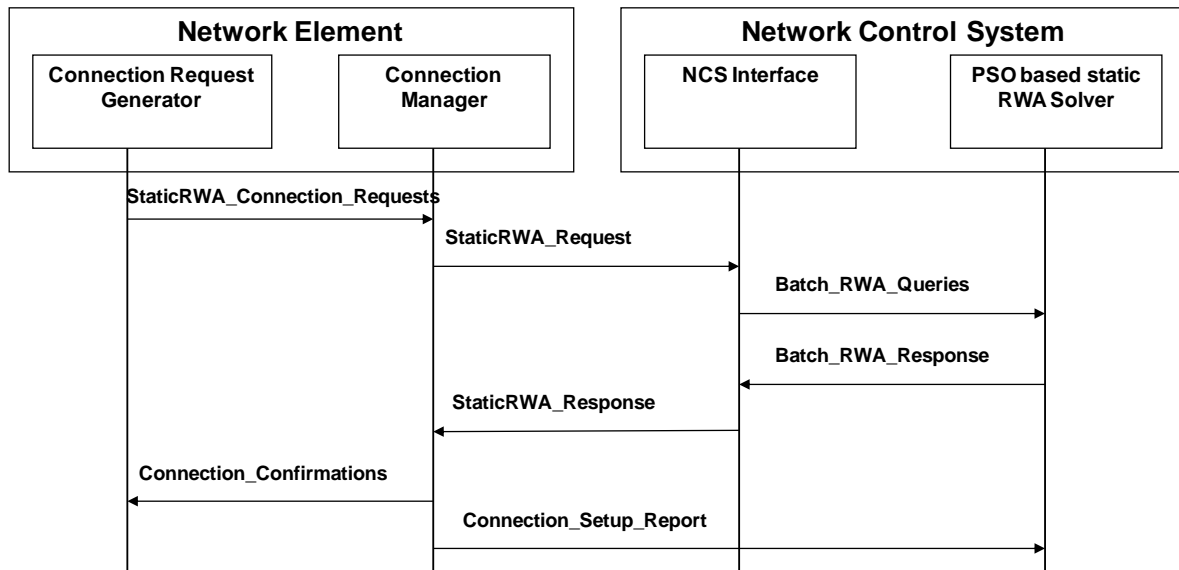 Network Element
Network Control System
Connection Request
Generator
Connection
Manager
NCS Interface
PSO based static
RWA Solver
StaticRWA_Connection_Requests
StaticRWA_Request
Batch_RWA_Queries
Batch_RWA_Response
StaticRWA_Response
Connection_Confirmations
Connection_Setup_Report